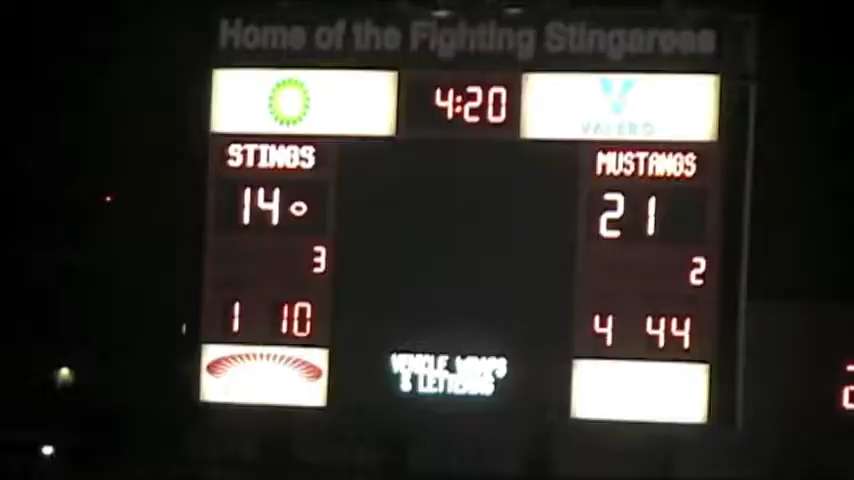 Home of the Fighting Stingarees
4:20
VALERO
STINGS MUSTANGS
14 21
3 2
1 10 4 44
VEHICLE WRAPS
& LETTERING